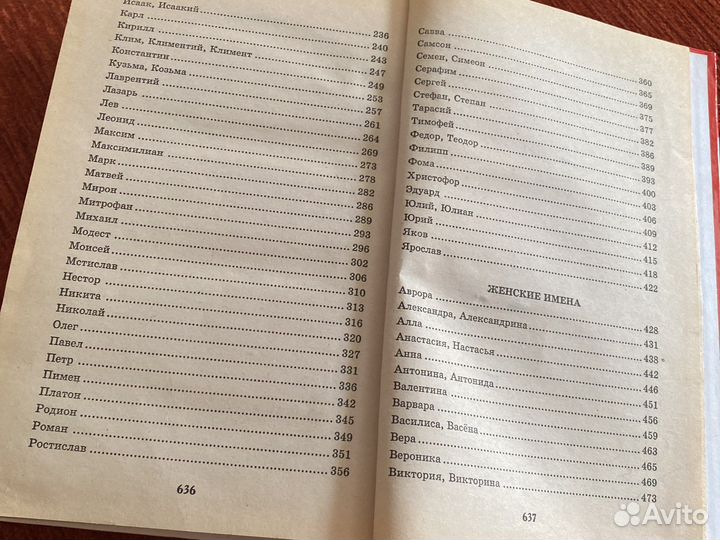 Исаак, Исаакий 236
Карл 240
Кирилл 243
Клим, Климентий, Климент 247
Константин 249
Кузьма, Козьма 253
Лаврентий 257
Лазарь 261
Лев 264
Леонид 269
Максим 273
Максимилиан 278
Марк 282
Матвей 286
Мирон 289
Митрофан 293
Михаил 296
Модест 302
Моисей 306
Мстислав 310
Нестор 313
Никита 316
Николай 320
Олег 327
Павел 331
Петр 336
Пимен 342
Платон 345
Родион 349
Роман 351
Ростислав 356
636
Савва 360
Самсон 365
Семен, Симеон 369
Серафим 375
Сергей 377
Стефан, Степан 382
Тарасий 386
Тимофей 389
Федор, Теодор 393
Филипп 400
Фома 403
Христофор 406
Эдуард 409
Юлий, Юлиан 412
Юрий 415
Яков 418
Ярослав 422
ЖЕНСКИЕ ИМЕНА
Аврора 428
Александра, Александрина 431
Алла 438
Анастасия, Настасья 442
Анна 446
Антонина, Антонида 451
Валентина 456
Варвара 459
Василиса, Васёна 463
Вера 465
Вероника 469
Виктория, Викторина 473
637
Avito